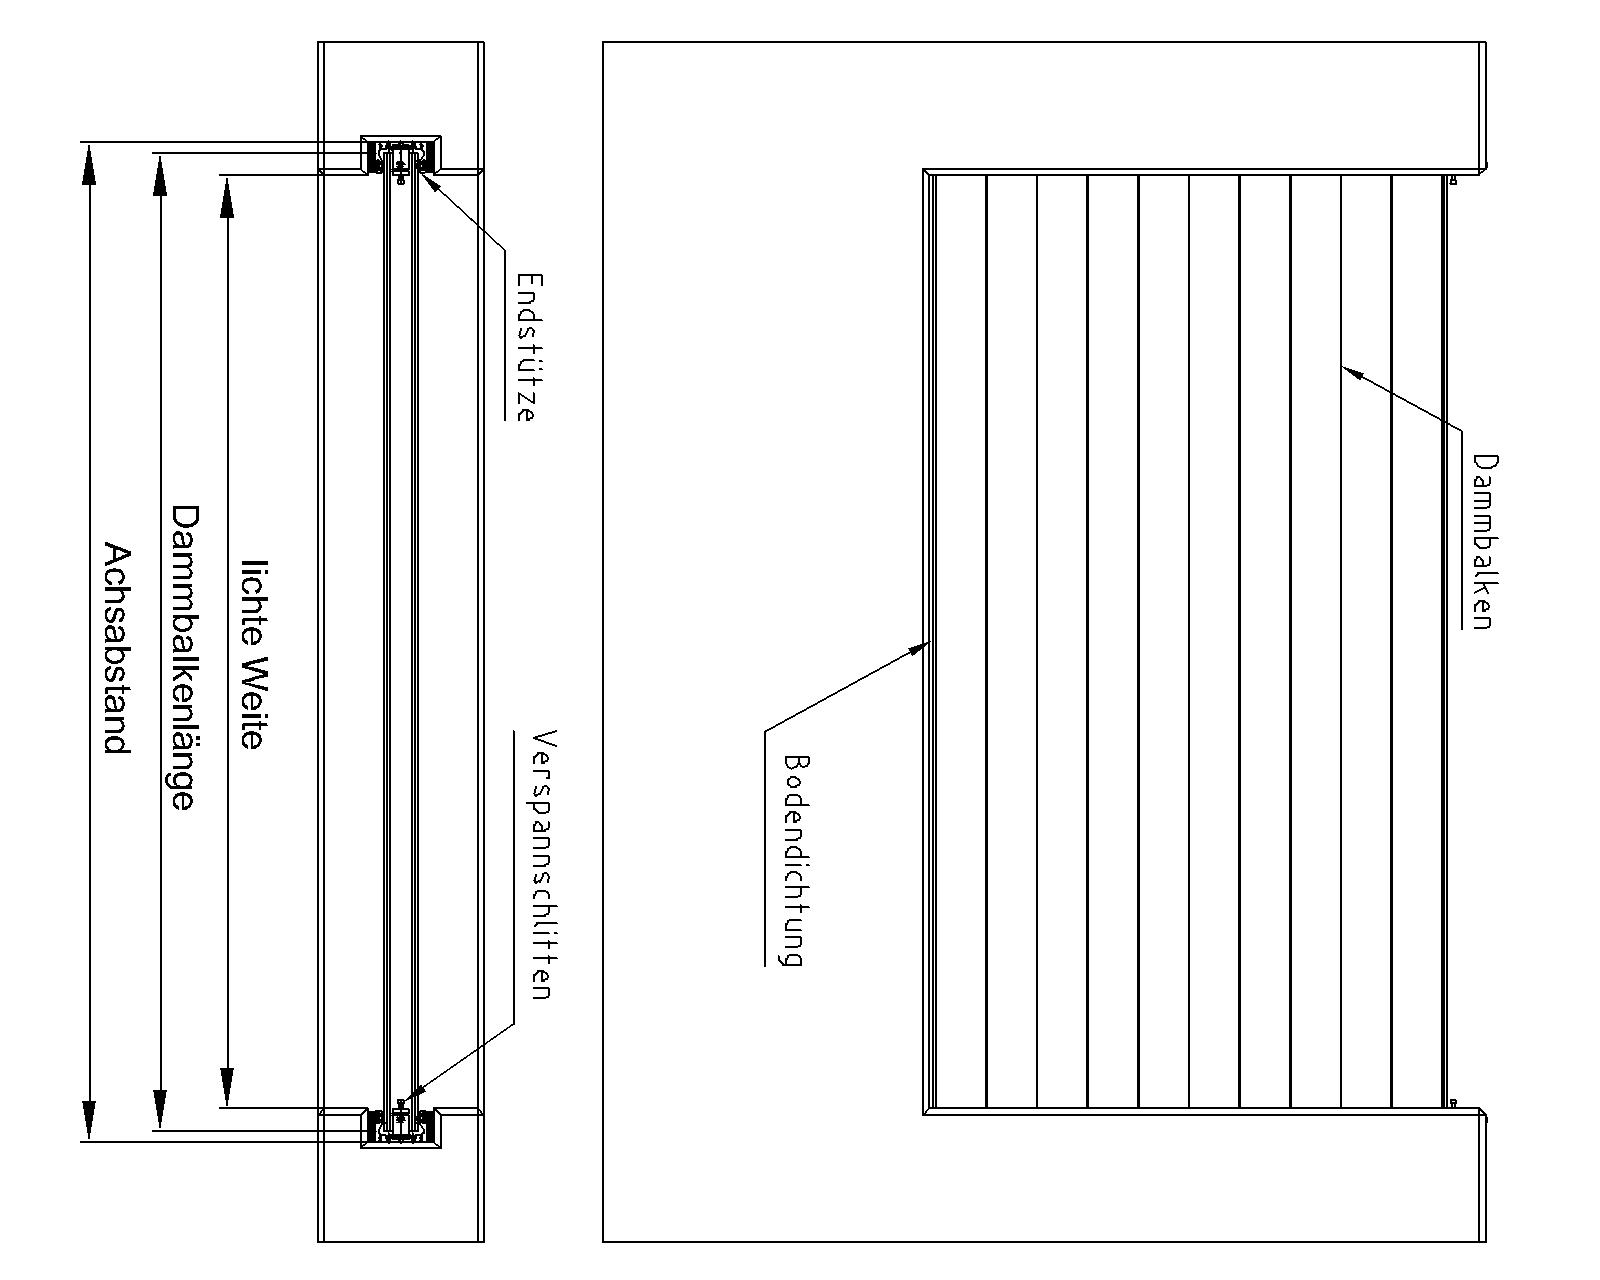 Dammbalken
Bodendichtung
Endstütze
Verspannschlitten
lichte Weite
Dammbalkenlänge
Achsabstand